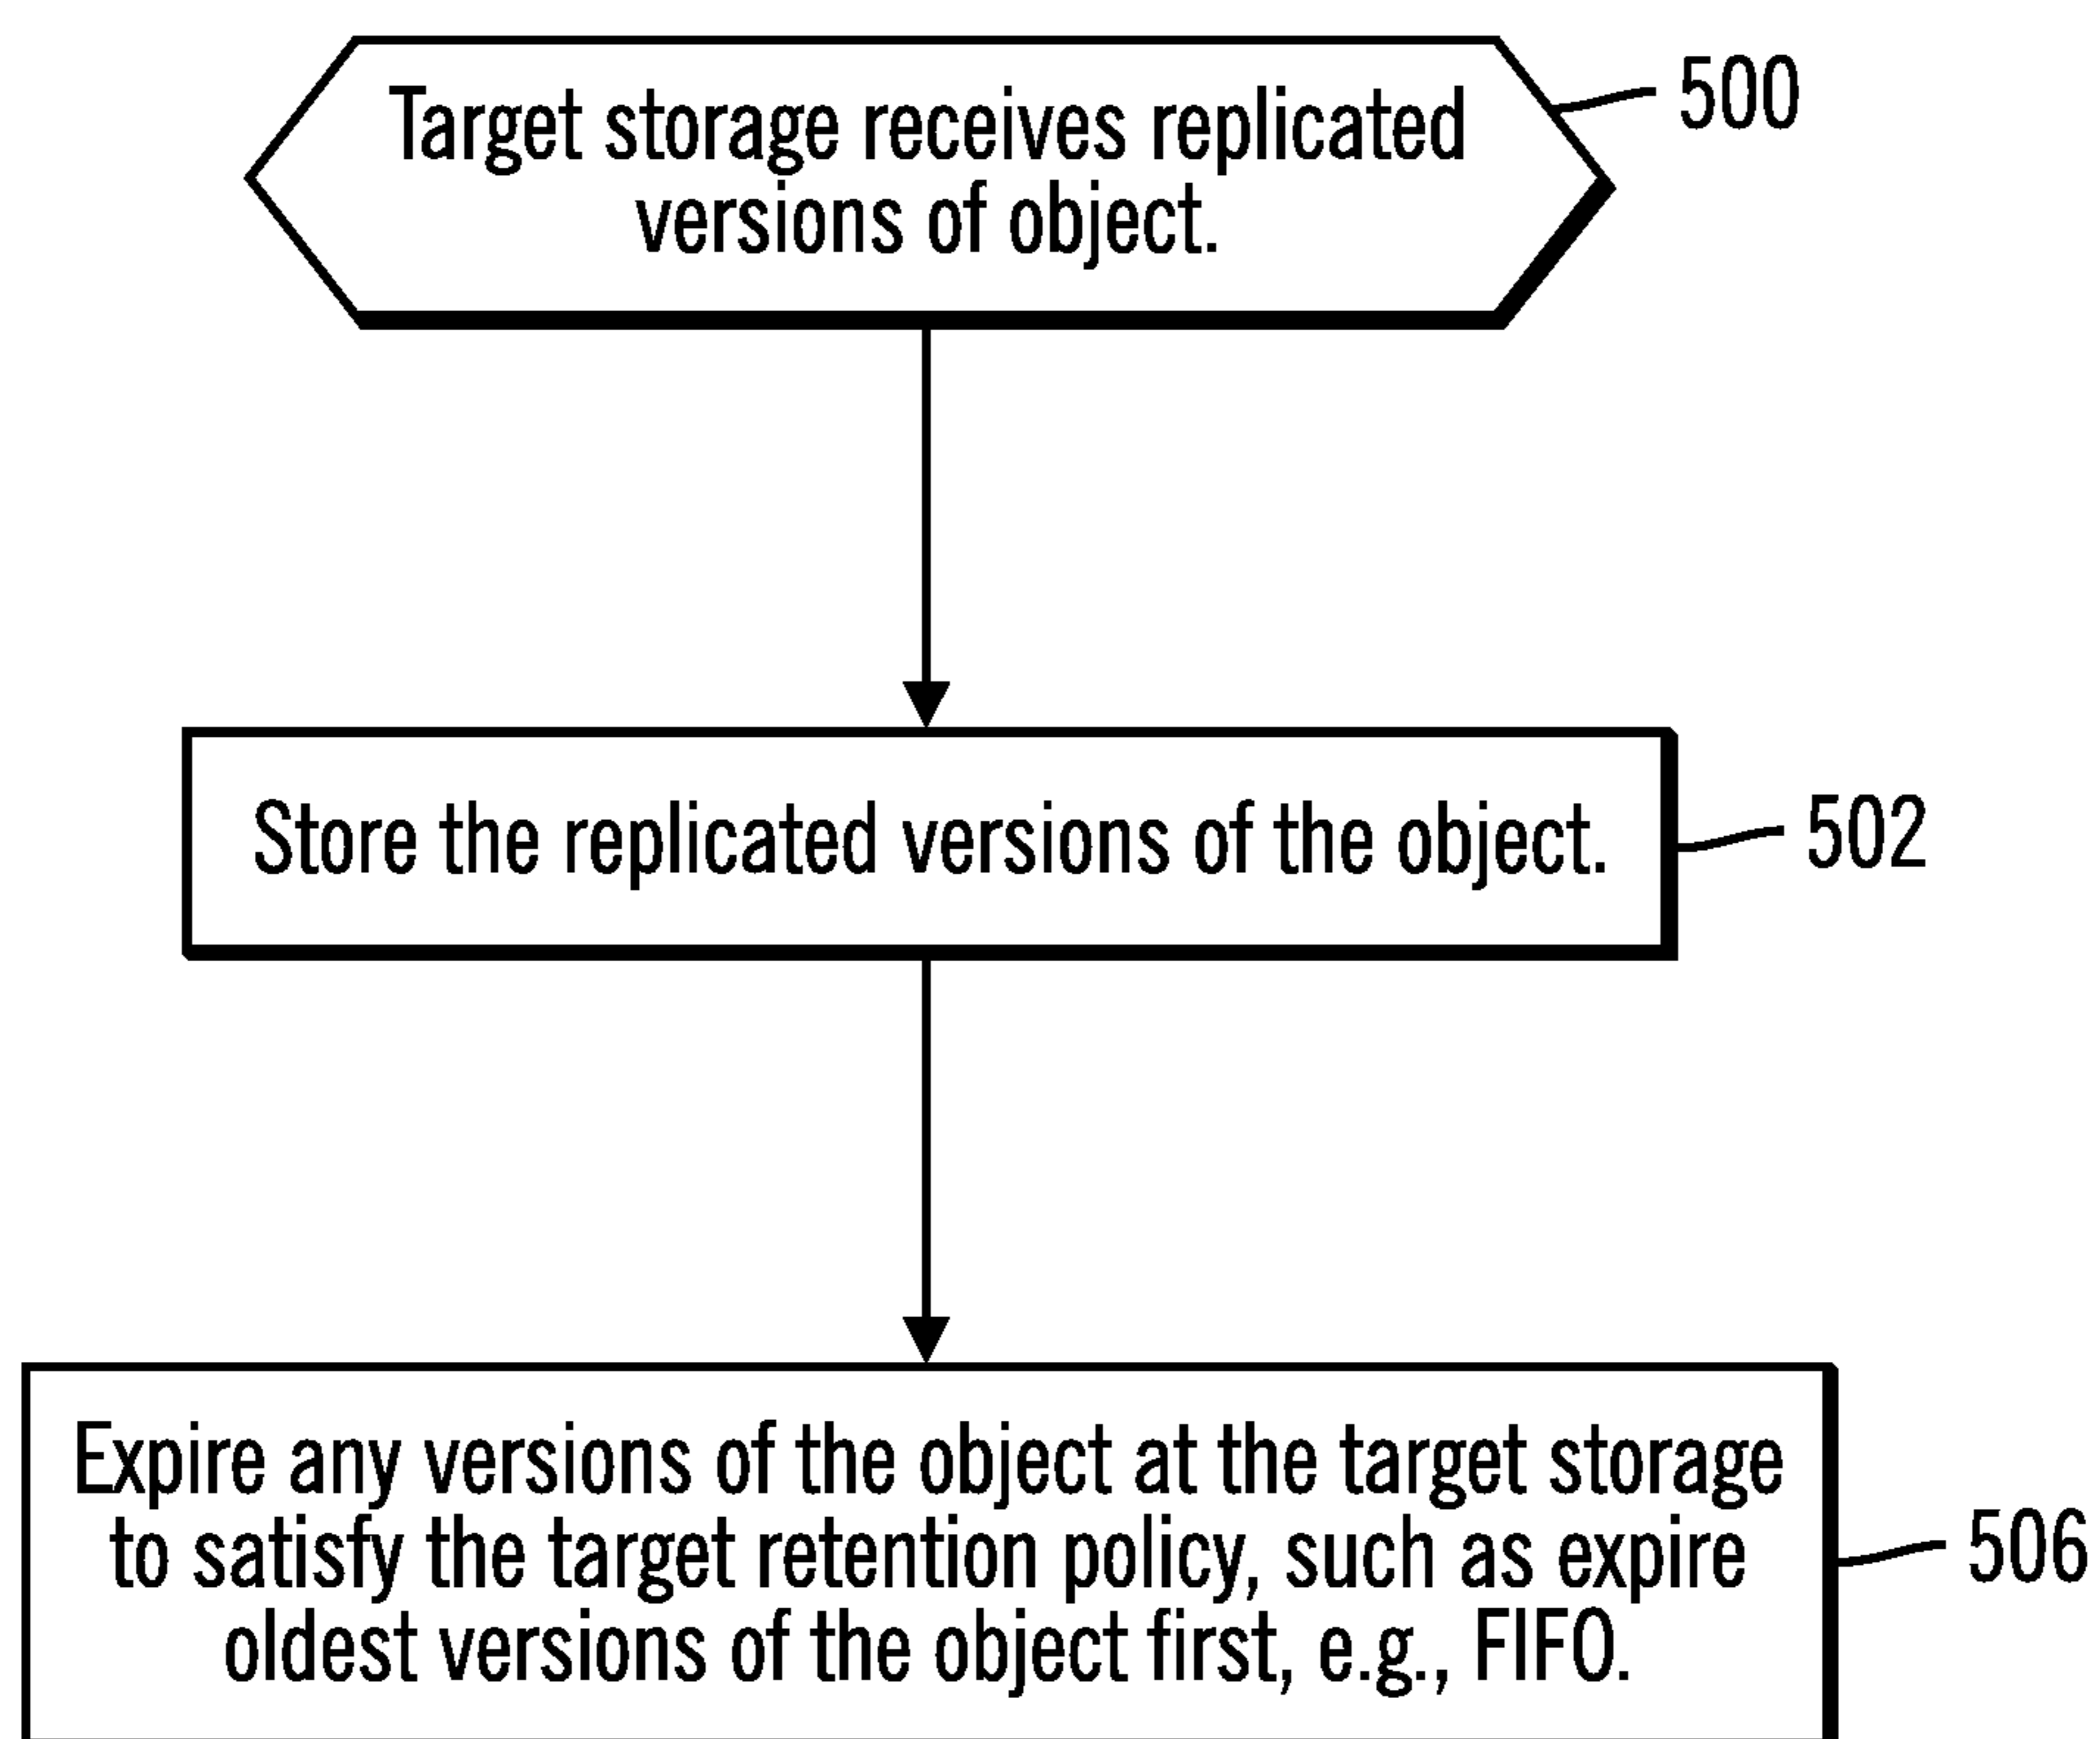 Target storage receives replicated
versions of object.
500
Store the replicated versions of the object.
502
Expire any versions of the object at the target storage
to satisfy the target retention policy, such as expire
oldest versions of the object first, e.g., FIFO.
506